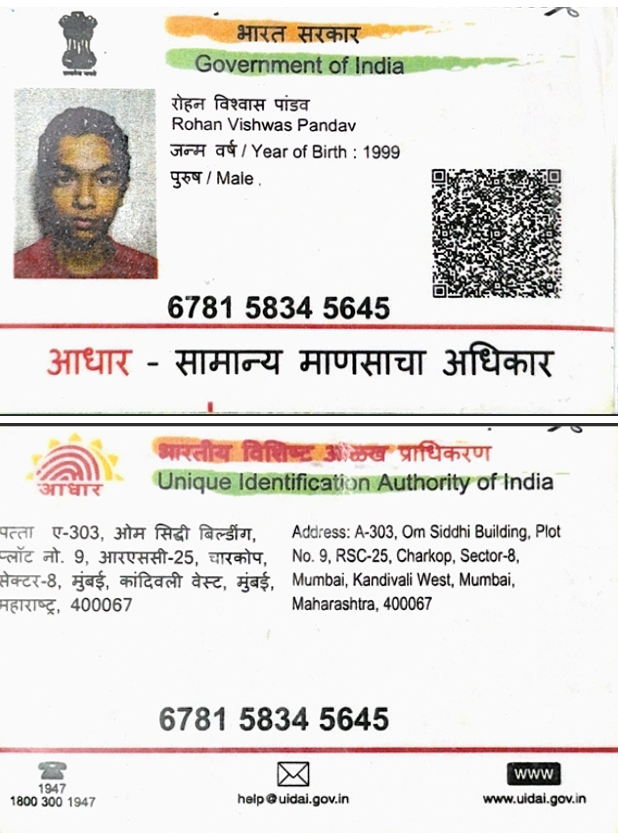 भारत सरकार
Government of India
रोहन विश्वास पांडव
Rohan Vishwas Pandav
जन्म वर्ष / Year of Birth : 1999
पुरुष / Male
6781 5834 5645
आधार - सामान्य माणसाचा अधिकार
भारतीय विशिष्ट ओळख प्राधिकरण
Unique Identification Authority of India
आधार
पत्ता ए-303, ओम सिद्धी बिल्डींग,
प्लॉट नो. 9, आरएससी-25, चारकोप,
सेक्टर-8, मुंबई, कांदिवली वेस्ट, मुंबई,
महाराष्ट्र, 400067
Address: A-303, Om Siddhi Building, Plot
No. 9, RSC-25, Charkop, Sector-8,
Mumbai, Kandivali West, Mumbai,
Maharashtra, 400067
6781 5834 5645
1947
1800 300 1947
help@uidai.gov.in
www
www.uidai.gov.in